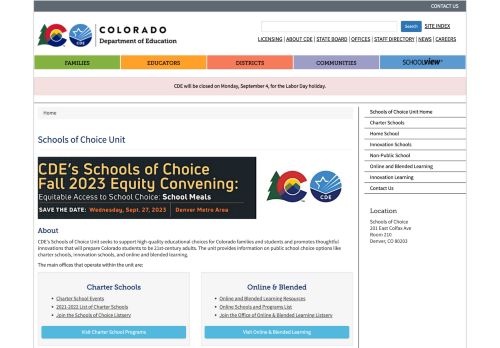 CONTACT US
COLORADO
Department of Education
CDE
Search
SITE INDEX
LICENSING | ABOUT CDE | STATE BOARD | OFFICES | STAFF DIRECTORY | NEWS | CAREERS
FAMILIES
EDUCATORS
DISTRICTS
COMMUNITIES
SCHOOLVIEW
CDE will be closed on Monday, September 4, for the Labor Day holiday.
Home
Schools of Choice Unit
CDE's Schools of Choice
Fall 2023 Equity Convening:
Equitable Access to School Choice: School Meals
SAVE THE DATE: Wednesday, Sept. 27, 2023 | Denver Metro Area
CDE
About
CDE's Schools of Choice Unit seeks to support high-quality educational choices for Colorado families and students and promotes thoughtful
innovations that will prepare Colorado students to be 21st-century adults. The unit provides information on public school choice options like
charter schools, innovation schools, and online and blended learning.
The main offices that operate within the unit are:
Charter Schools
Charter School Events
2021-2022 List of Charter Schools
Join the Schools of Choice Listserv
Visit Charter School Programs
Online & Blended
Online and Blended Learning Resources
Online Schools and Programs List
Join the Office of Online & Blended Learning Listserv
Visit Online & Blended Learning
Schools of Choice Unit Home
Charter Schools
Home School
Innovation Schools
Non-Public School
Online and Blended Learning
Innovation Learning
Contact Us
Location
Schools of Choice
201 East Colfax Ave
Room 210
Denver, CO 80203